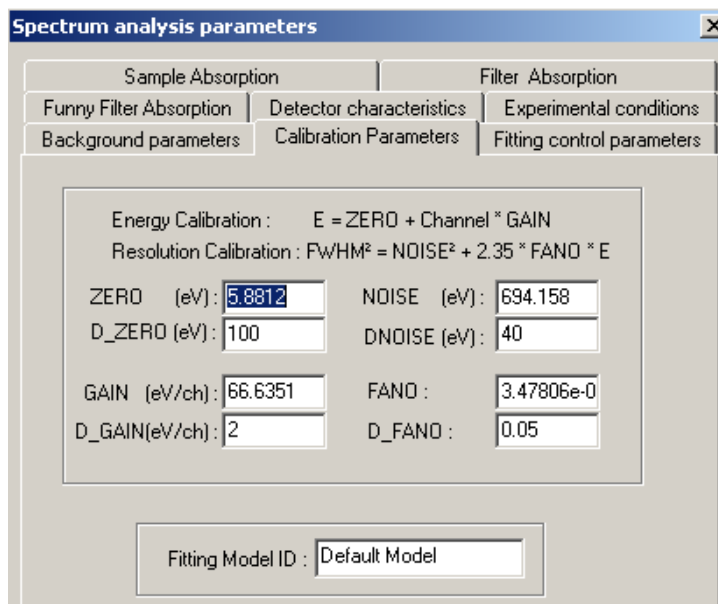 Spectrum analysis parameters
Sample Absorption Filter Absorption
Funny Filter Absorption Detector characteristics Experimental conditions
Background parameters Calibration Parameters Fitting control parameters
Energy Calibration : E = ZERO + Channel * GAIN
Resolution Calibration : FWHM² = NOISE² + 2.35 * FANO * E
ZERO (eV) : 5.8812 NOISE (eV) : 694.158
D_ZERO (eV) : 100 DNOISE (eV) : 40
GAIN (eV/ch) : 66.6351 FANO : 3.47806e-0
D_GAIN(eV/ch) : 2 D_FANO : 0.05
Fitting Model ID : Default Model